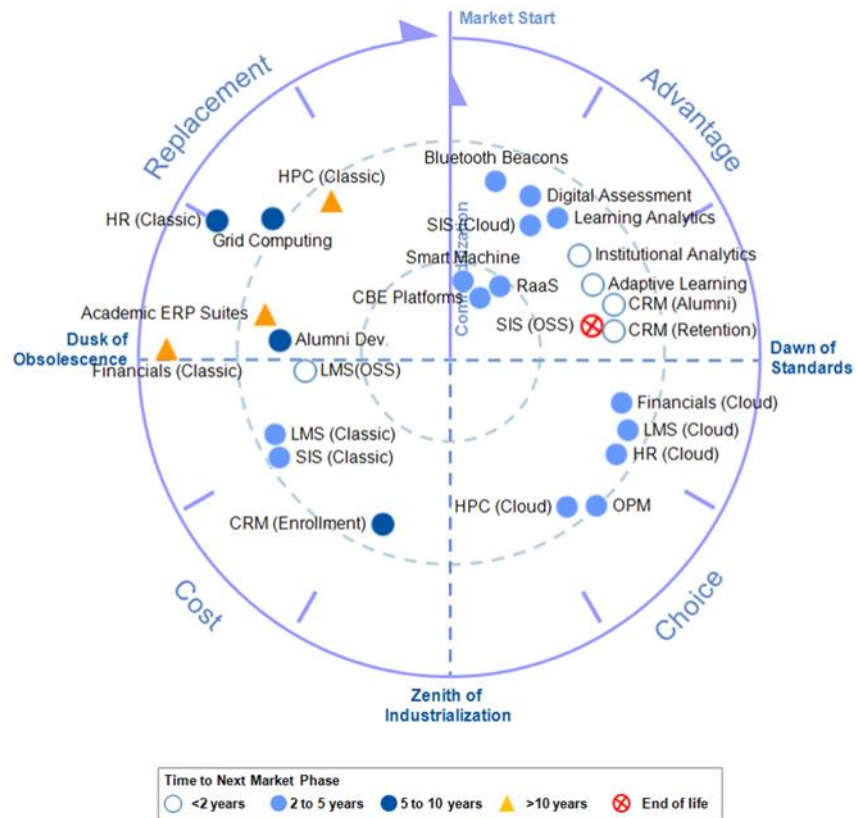 Market Start
Replacement
Advantage
Bluetooth Beacons
HPC (Classic)
Digital Assessment
HR (Classic)
Learning Analytics
SIS (Cloud)
Grid Computing
Institutional Analytics
Smart Machine
Adaptive Learning
RaaS
CBE Platforms
CRM (Alumni)
Academic ERP Suites
SIS (OSS)
CRM (Retention)
Alumni Dev.
Dusk of
Obsolescence
Dawn of
Standards
Financials (Classic)
LMS(OSS)
Financials (Cloud)
LMS (Classic)
LMS (Cloud)
SIS (Classic)
HR (Cloud)
HPC (Cloud)
OPM
CRM (Enrollment)
Cost
Choice
Zenith of
Industrialization
Time to Next Market Phase
<2 years 2 to 5 years 5 to 10 years >10 years End of life